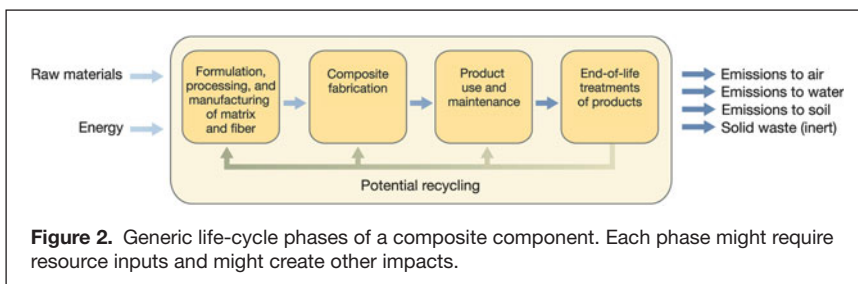 Raw materials
Energy
Formulation,
processing, and
manufacturing
of matrix
and fiber
Composite
fabrication
Product
use and
maintenance
End-of-life
treatments
of products
Emissions to air
Emissions to water
Emissions to soil
Solid waste (inert)
Potential recycling
Figure 2. Generic life-cycle phases of a composite component. Each phase might require
resource inputs and might create other impacts.